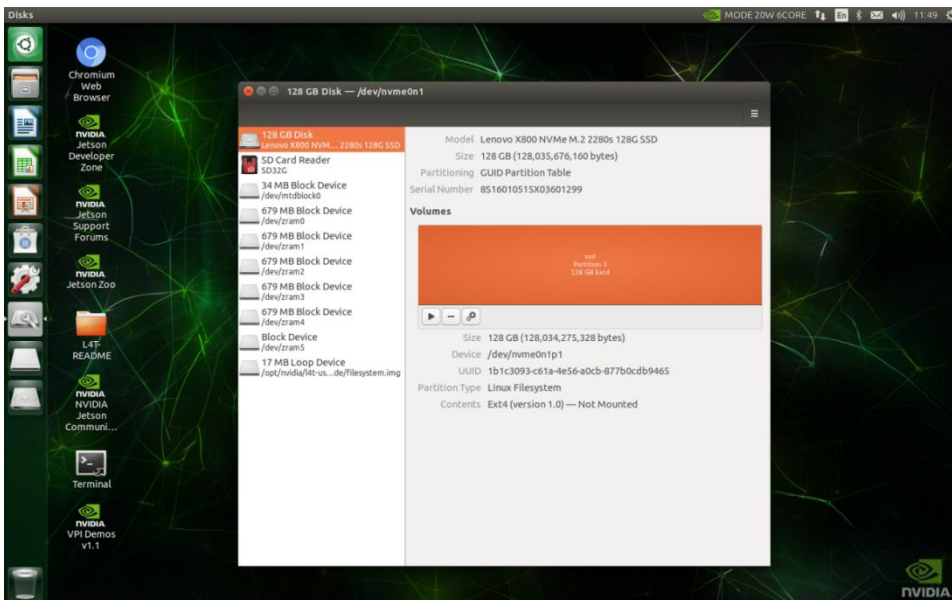 Disks
MODE 20W 6CORE
En
11:49
Chromium
Web
Browser
NVIDIA.
Jetson
Developer
Zone
NVIDIA.
Jetson
Support
Forums
NVIDIA.
Jetson Zoo
L4T-
README
NVIDIA.
NVIDIA
Jetson
Communi...
Terminal
NVIDIA.
VPI Demos
v1.1
128 GB Disk — /dev/nvme0n1
128 GB Disk
Lenovo X800 NVM... 2280s 128G SSD
SD Card Reader
SD32G
34 MB Block Device
/dev/mtdblock0
679 MB Block Device
/dev/zram0
679 MB Block Device
/dev/zram1
679 MB Block Device
/dev/zram2
679 MB Block Device
/dev/zram3
679 MB Block Device
/dev/zram4
Block Device
/dev/zram5
17 MB Loop Device
/opt/nvidia/l4t-us...de/filesystem.img
Model Lenovo X800 NVMe M.2 2280s 128G SSD
Size 128 GB (128,035,676,160 bytes)
Partitioning GUID Partition Table
Serial Number 8S16010515X03601299
Volumes
ssd
Partition 1
128 GB Ext4
Size 128 GB (128,034,275,328 bytes)
Device /dev/nvme0n1p1
UUID 1b1c3093-c61a-4e56-a0cb-877b0cdb9465
Partition Type Linux Filesystem
Contents Ext4 (version 1.0) — Not Mounted
NVIDIA